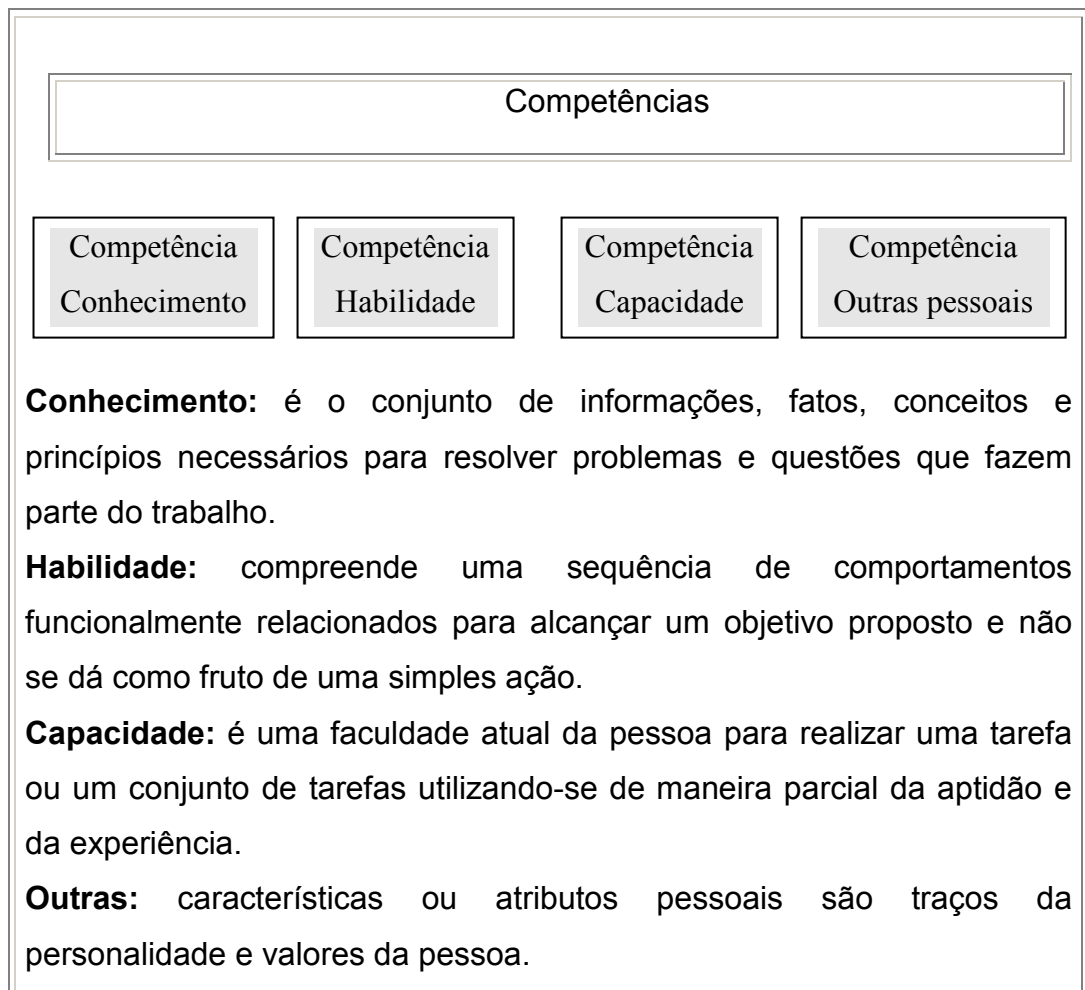 Competências
Competência
Conhecimento
Competência
Habilidade
Competência
Capacidade
Competência
Outras pessoais
Conhecimento: é o conjunto de informações, fatos, conceitos e
princípios necessários para resolver problemas e questões que fazem
parte do trabalho.
Habilidade: compreende uma sequência de comportamentos
funcionalmente relacionados para alcançar um objetivo proposto e não
se dá como fruto de uma simples ação.
Capacidade: é uma faculdade atual da pessoa para realizar uma tarefa
ou um conjunto de tarefas utilizando-se de maneira parcial da aptidão e
da experiência.
Outras: características ou atributos pessoais são traços da
personalidade e valores da pessoa.